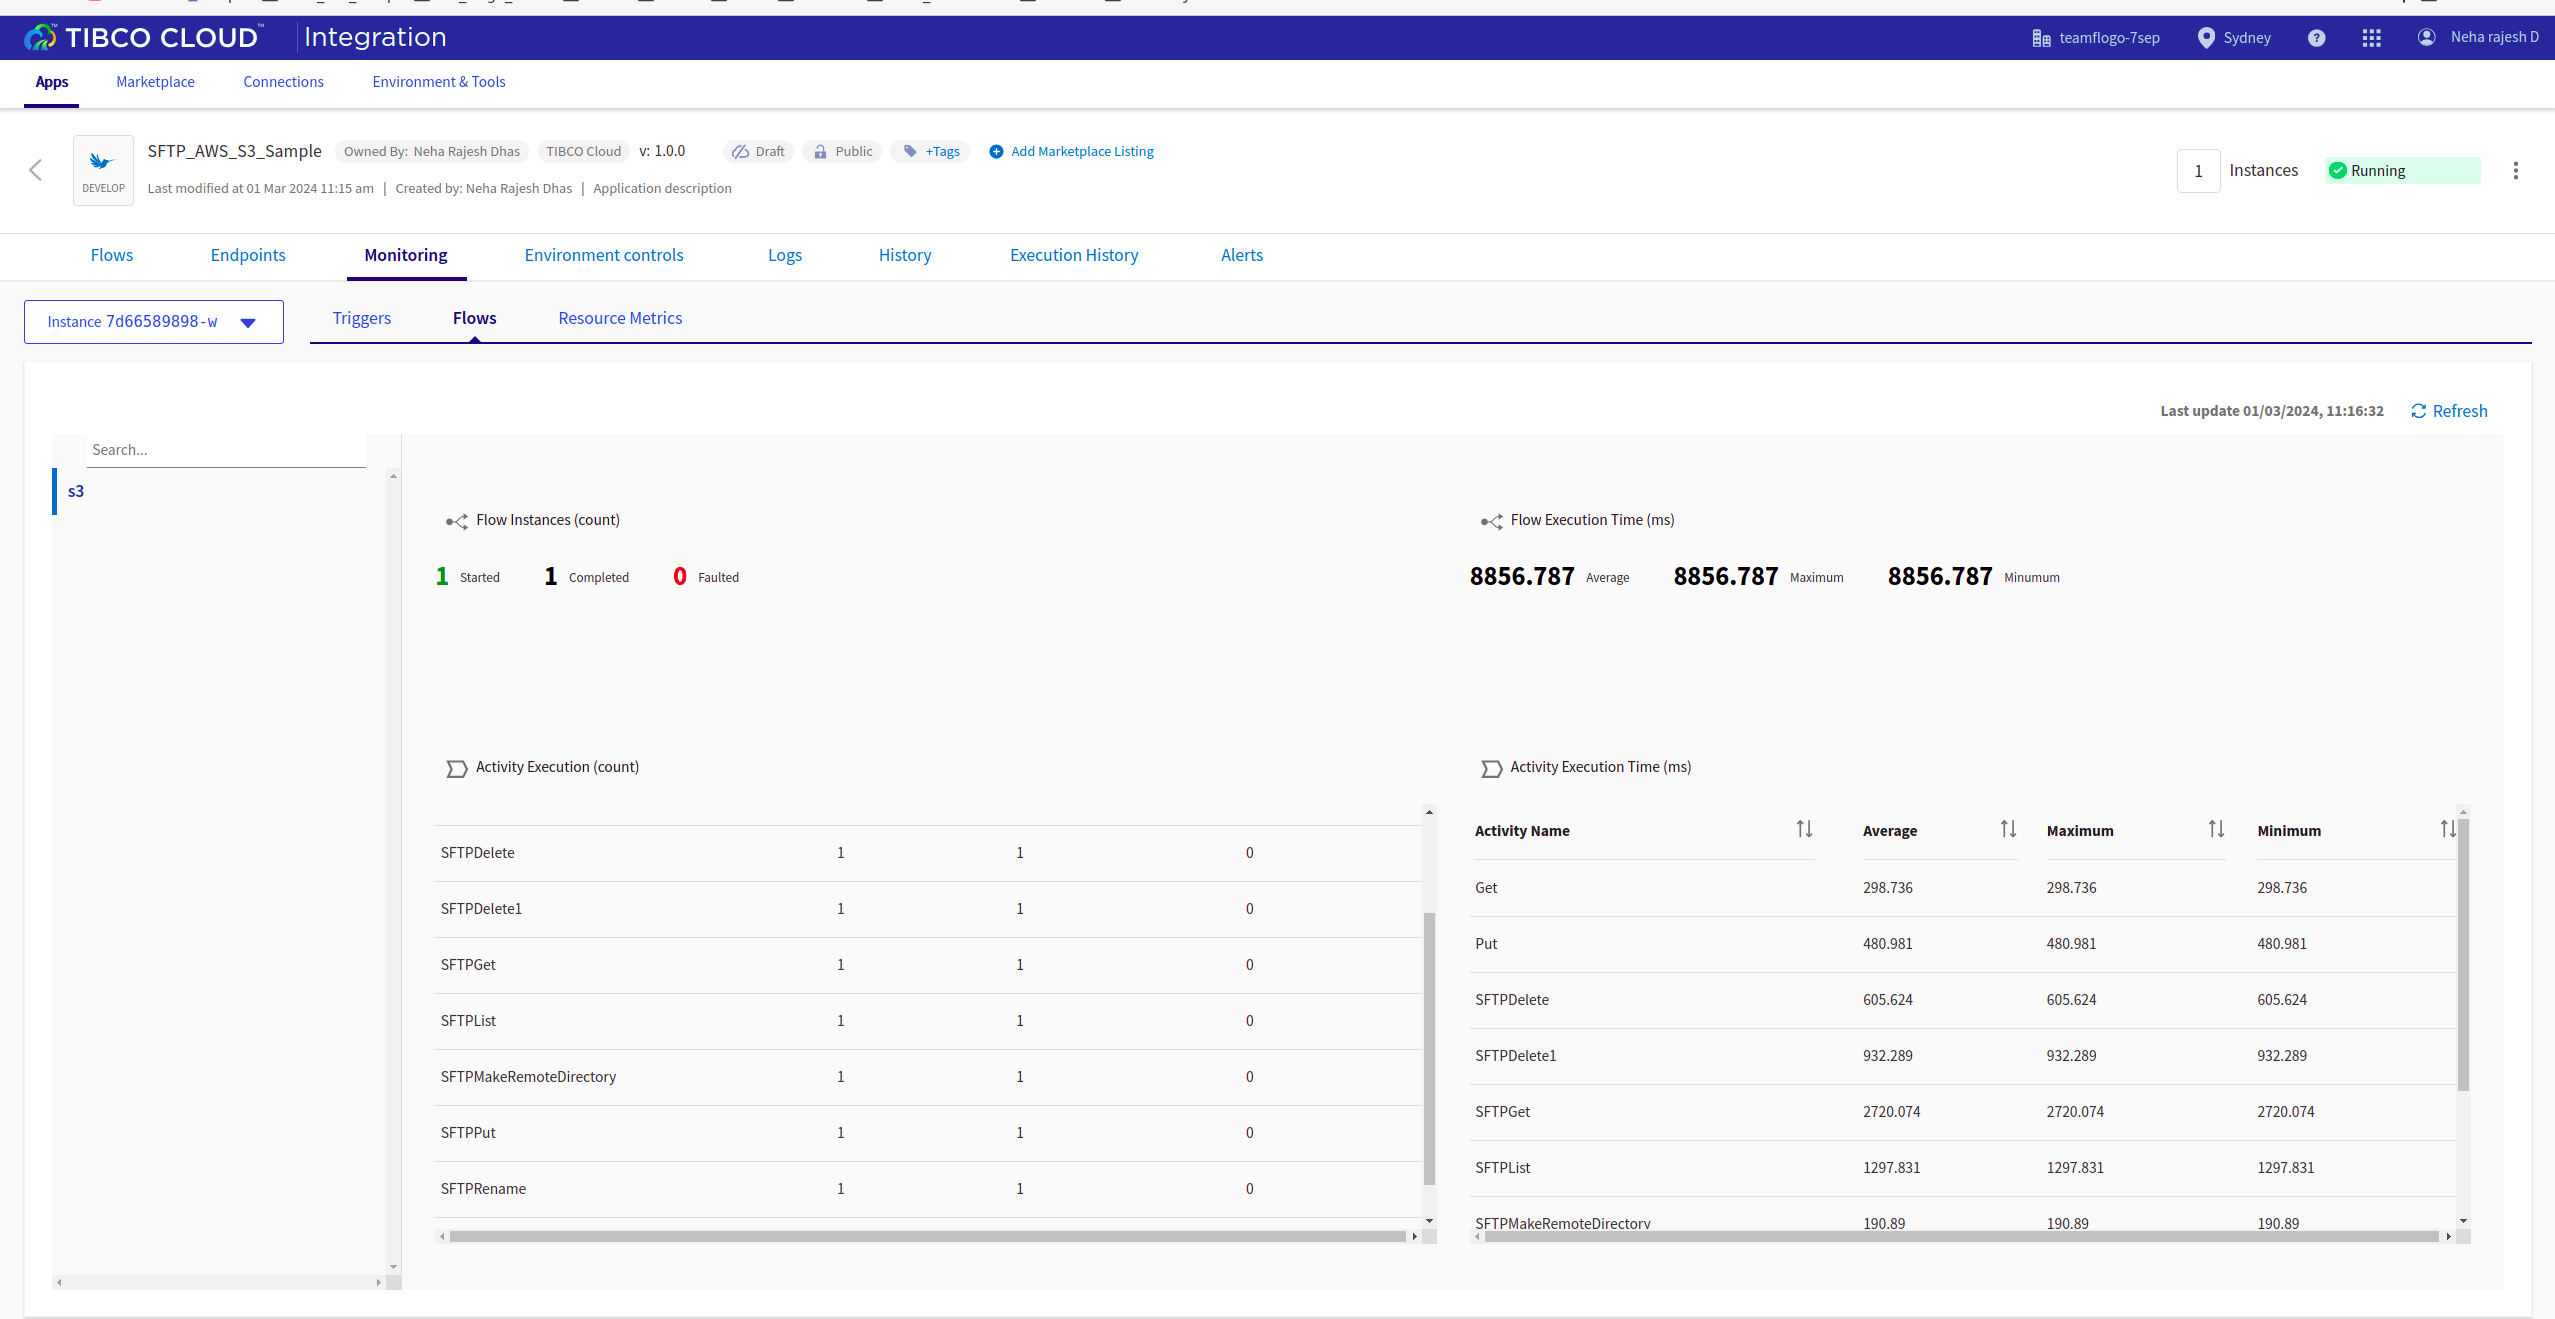 TIBCO CLOUD™ Integration
teamflogo-7sep Sydney ? Neha rajesh D
Apps Marketplace Connections Environment & Tools
SFTP_AWS_S3_Sample Owned By: Neha Rajesh Dhas TIBCO Cloud v: 1.0.0 Draft Public +Tags Add Marketplace Listing
DEVELOP
Last modified at 01 Mar 2024 11:15 am | Created by: Neha Rajesh Dhas | Application description
1 Instances Running
Flows Endpoints Monitoring Environment controls Logs History Execution History Alerts
Instance 7d66589898-w Triggers Flows Resource Metrics
Last update 01/03/2024, 11:16:32 Refresh
Search...
s3
Flow Instances (count)
1 Started 1 Completed 0 Faulted
Flow Execution Time (ms)
8856.787 Average 8856.787 Maximum 8856.787 Minumum
Activity Execution (count)
SFTPDelete 1 1 0
SFTPDelete1 1 1 0
SFTPGet 1 1 0
SFTPList 1 1 0
SFTPMakeRemoteDirectory 1 1 0
SFTPPut 1 1 0
SFTPRename 1 1 0
Activity Execution Time (ms)
Activity Name Average Maximum Minimum
Get 298.736 298.736 298.736
Put 480.981 480.981 480.981
SFTPDelete 605.624 605.624 605.624
SFTPDelete1 932.289 932.289 932.289
SFTPGet 2720.074 2720.074 2720.074
SFTPList 1297.831 1297.831 1297.831
SFTPMakeRemoteDirectory 190.89 190.89 190.89